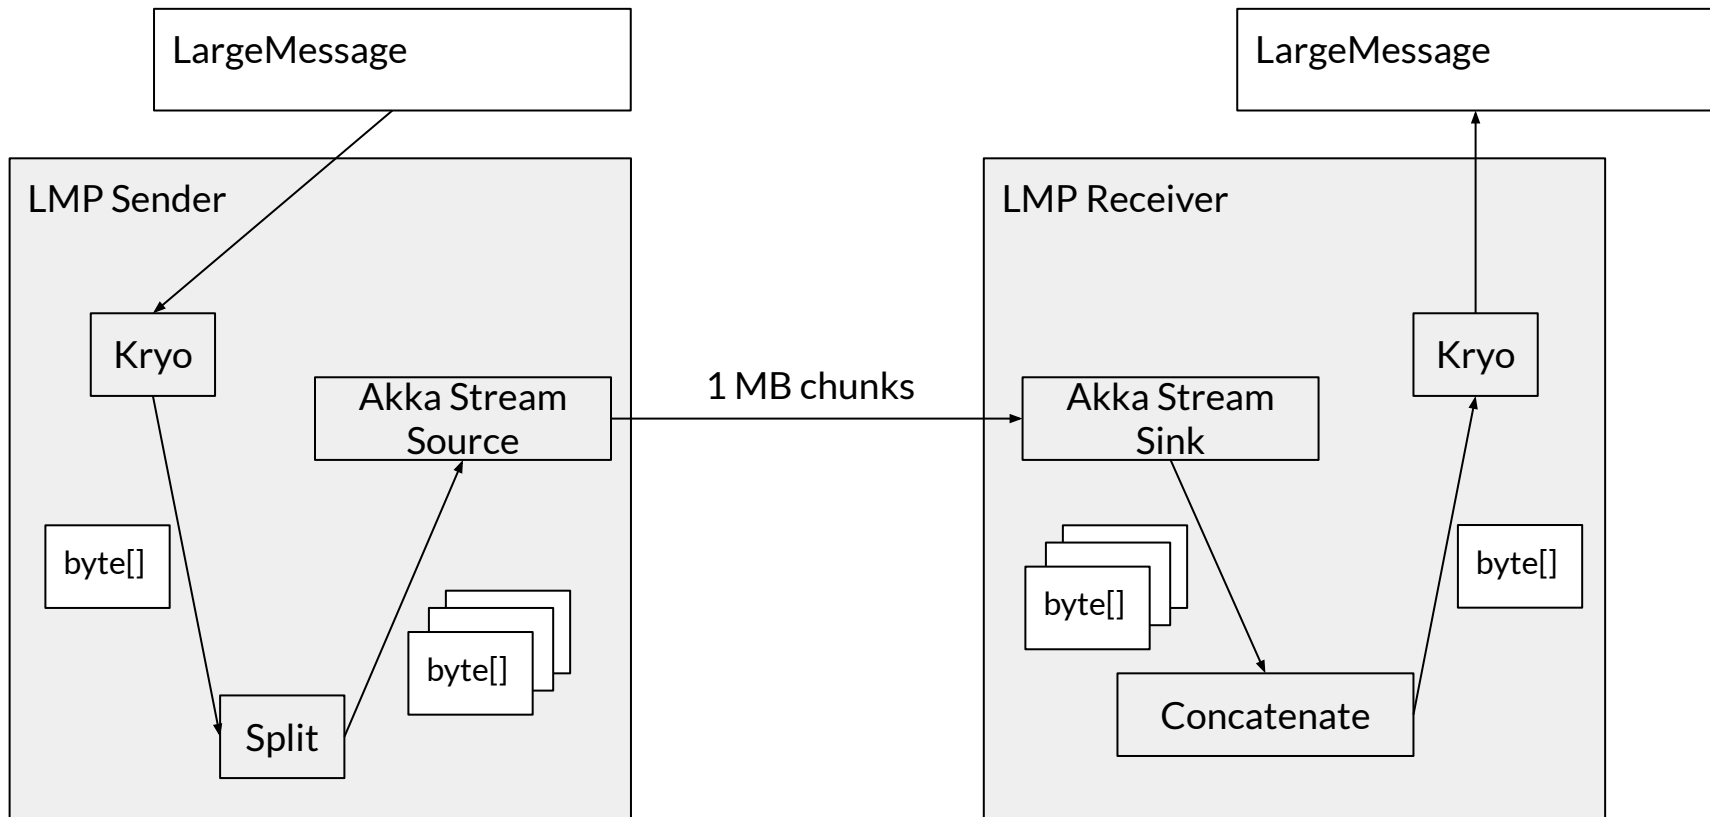 LargeMessage
LMP Sender
Kryo
Akka Stream
Source
byte[]
byte[]
Split
1 MB chunks
LargeMessage
LMP Receiver
Kryo
Akka Stream
Sink
byte[]
byte[]
Concatenate